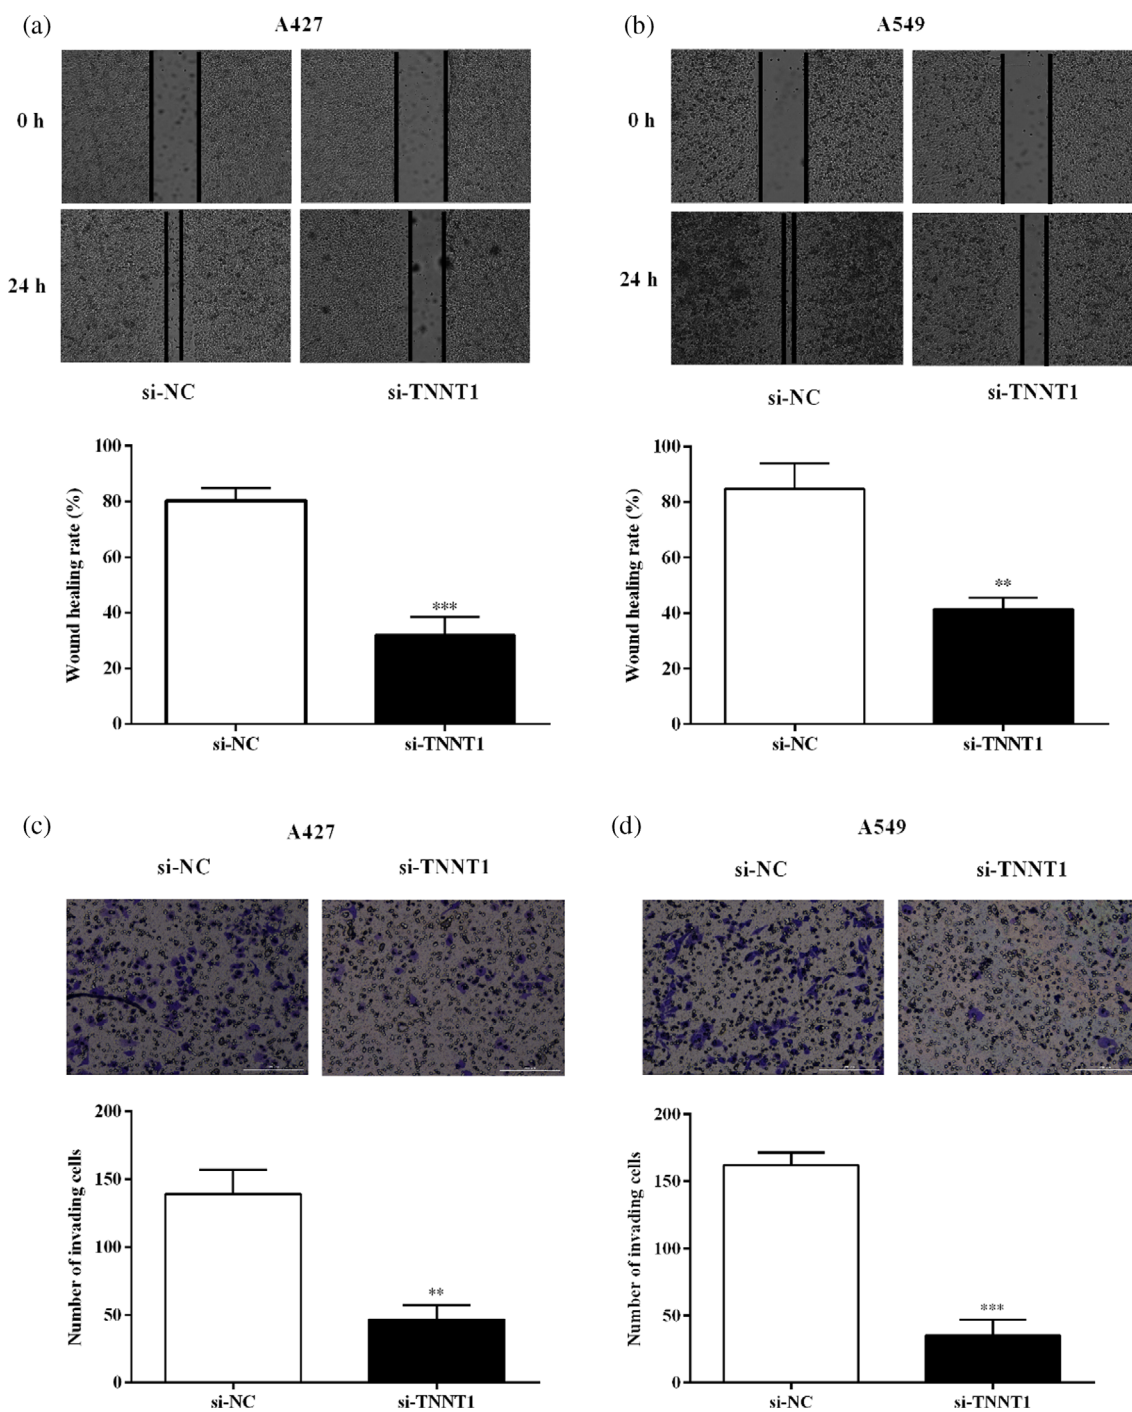 (a)
A427
(b)
A549
0 h
0 h
24 h
24 h
si-NC
si-TNNT1
si-NC
si-TNNT1
Wound healing rate (%)
100
80
60
40
20
0
***
si-NC
si-TNNT1
Wound healing rate (%)
100
80
60
40
20
0
**
si-NC
si-TNNT1
(c)
A427
(d)
A549
si-NC
si-TNNT1
si-NC
si-TNNT1
Number of invading cells
200
150
100
50
0
**
si-NC
si-TNNT1
Number of invading cells
200
150
100
50
0
***
si-NC
si-TNNT1